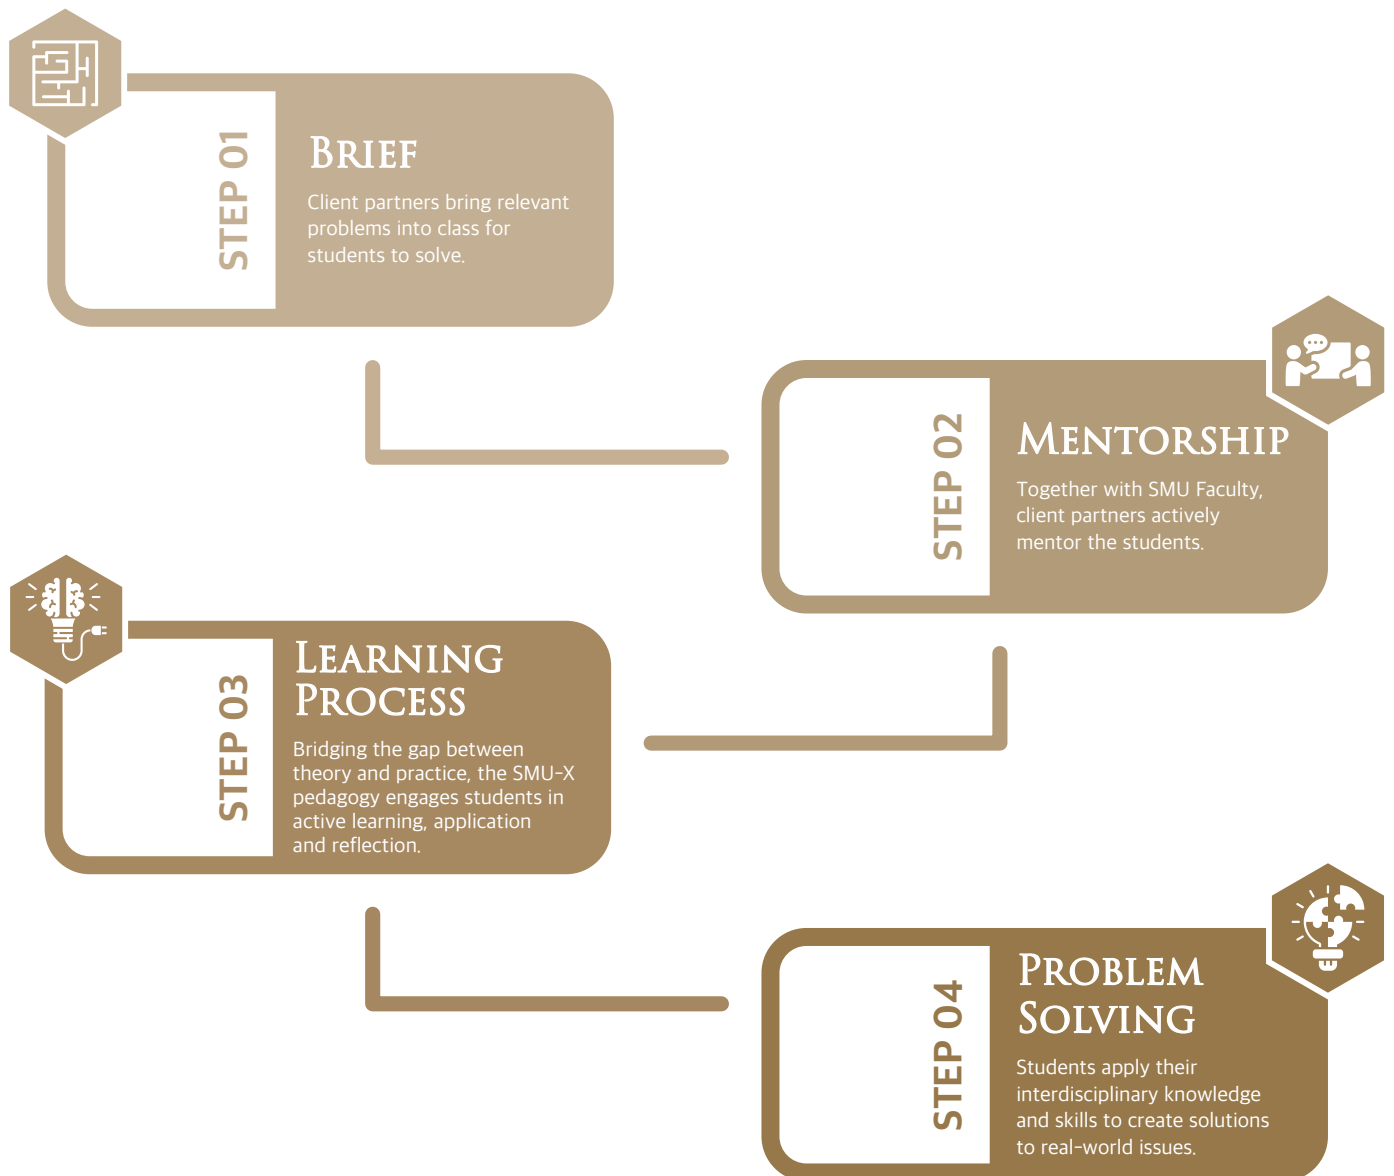 STEP 01
BRIEF
Client partners bring relevant
problems into class for
students to solve.
STEP 02
MENTORSHIP
Together with SMU Faculty,
client partners actively
mentor the students.
STEP 03
LEARNING
PROCESS
Bridging the gap between
theory and practice, the SMU-X
pedagogy engages students in
active learning, application
and reflection.
STEP 04
PROBLEM
SOLVING
Students apply their
interdisciplinary knowledge
and skills to create solutions
to real-world issues.